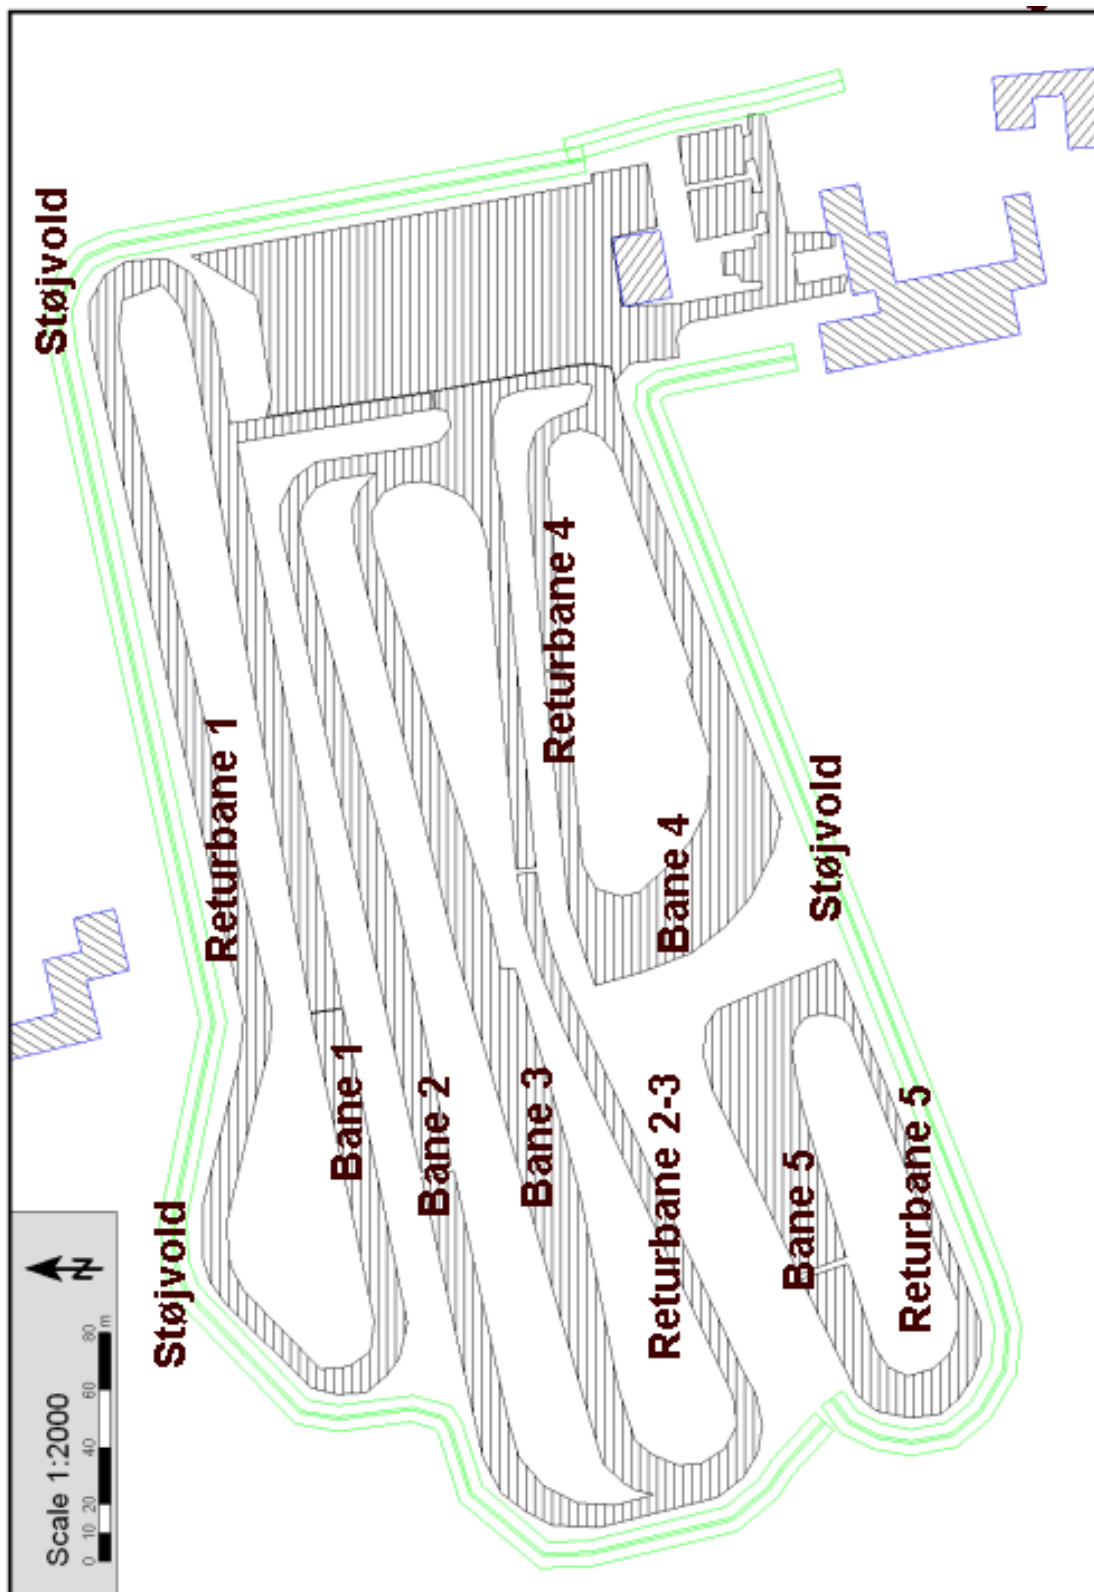 Støjvold
Returbane 1
Støjvold
Bane 1
Bane 2
Bane 3
Returbane 4
Bane 4
Returbane 2-3
Bane 5
Støjvold
Returbane 5
Scale 1:2000
0 10 20 40 60 80 m
N